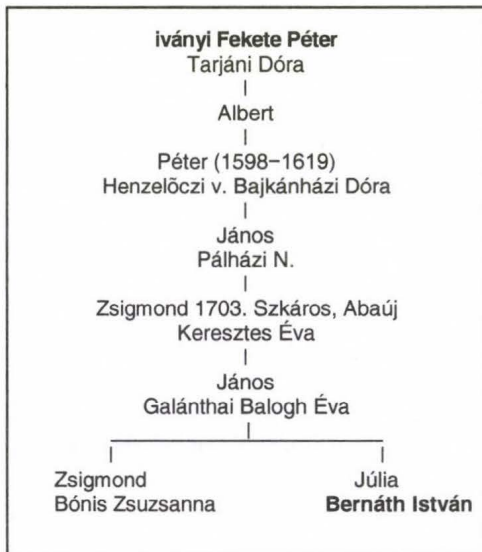 iványi Fekete Péter
Tarjáni Dóra
Albert
Péter (1598–1619)
Henzelõczi v. Bajkánházi Dóra
János
Pálházi N.
Zsigmond 1703. Szkáros, Abaúj
Keresztes Éva
János
Galánthai Balogh Éva
Zsigmond Júlia
Bónis Zsuzsanna Bernáth István